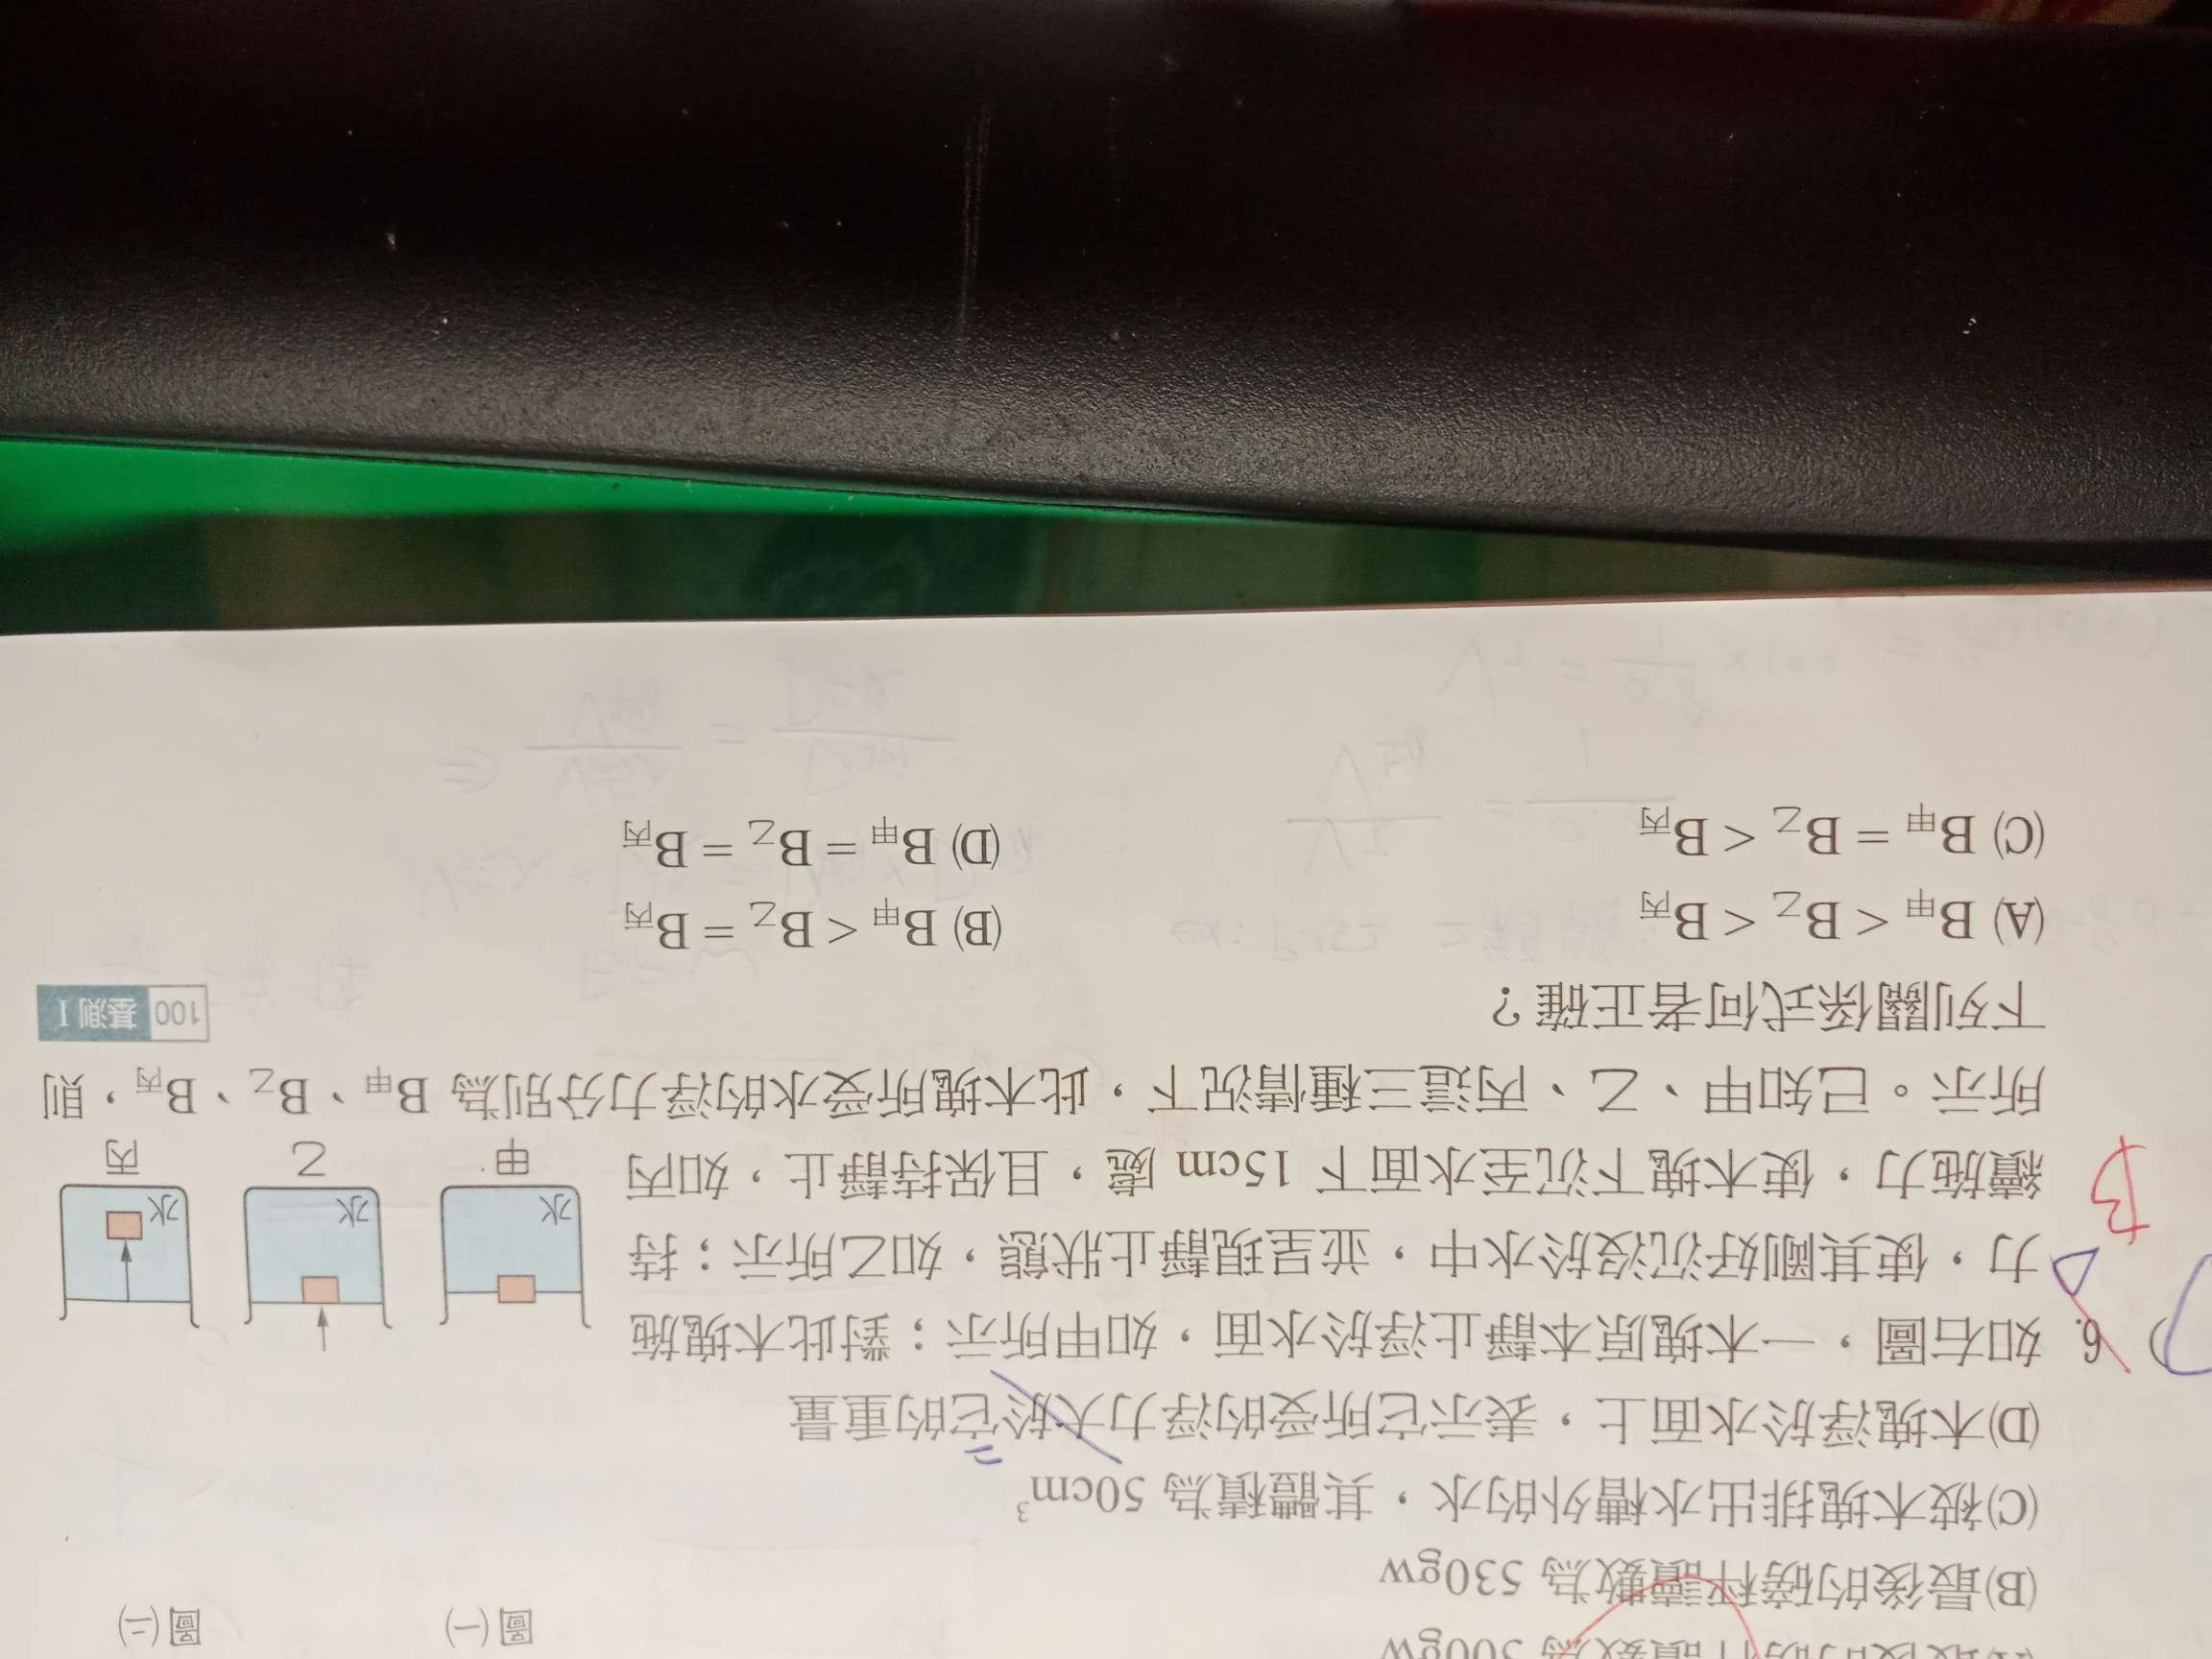 圖(一) 圖(二)
(B)最後的磅秤讀數為 530gw
(C)被木塊排出水槽外的水，其體積為 50cm³
(D)木塊浮於水面上，表示它所受的浮力大於它的重量
=
6. 如右圖，一木塊原本靜止浮於水面，如甲所示；對此木塊施
力，使其剛好沉沒於水中，並呈現靜止狀態，如乙所示；持
續施力，使木塊下沉至水面下 15cm 處，且保持靜止，如丙
所示。已知甲、乙、丙這三種情況下，此木塊所受水的浮力分別為 B甲、B乙、B丙，則
下列關係式何者正確？
100 基測 I
B
水 水 水
甲 乙 丙
(A) B甲 < B乙 < B丙 (B) B甲 < B乙 = B丙
(C) B甲 = B乙 < B丙 (D) B甲 = B乙 = B丙